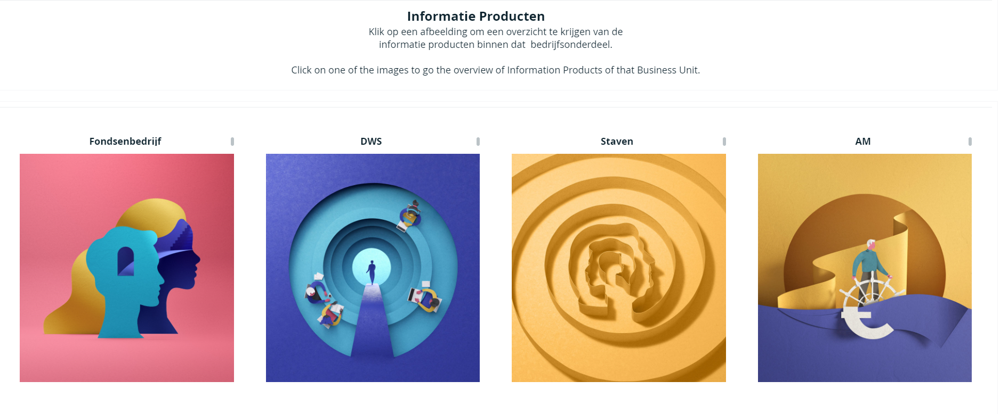 Informatie Producten
Klik op een afbeelding om een overzicht te krijgen van de
informatie producten binnen dat  bedrijfsonderdeel.
Click on one of the images to go the overview of Information Products of that Business Unit.
Fondsenbedrijf
DWS
Staven
AM
€